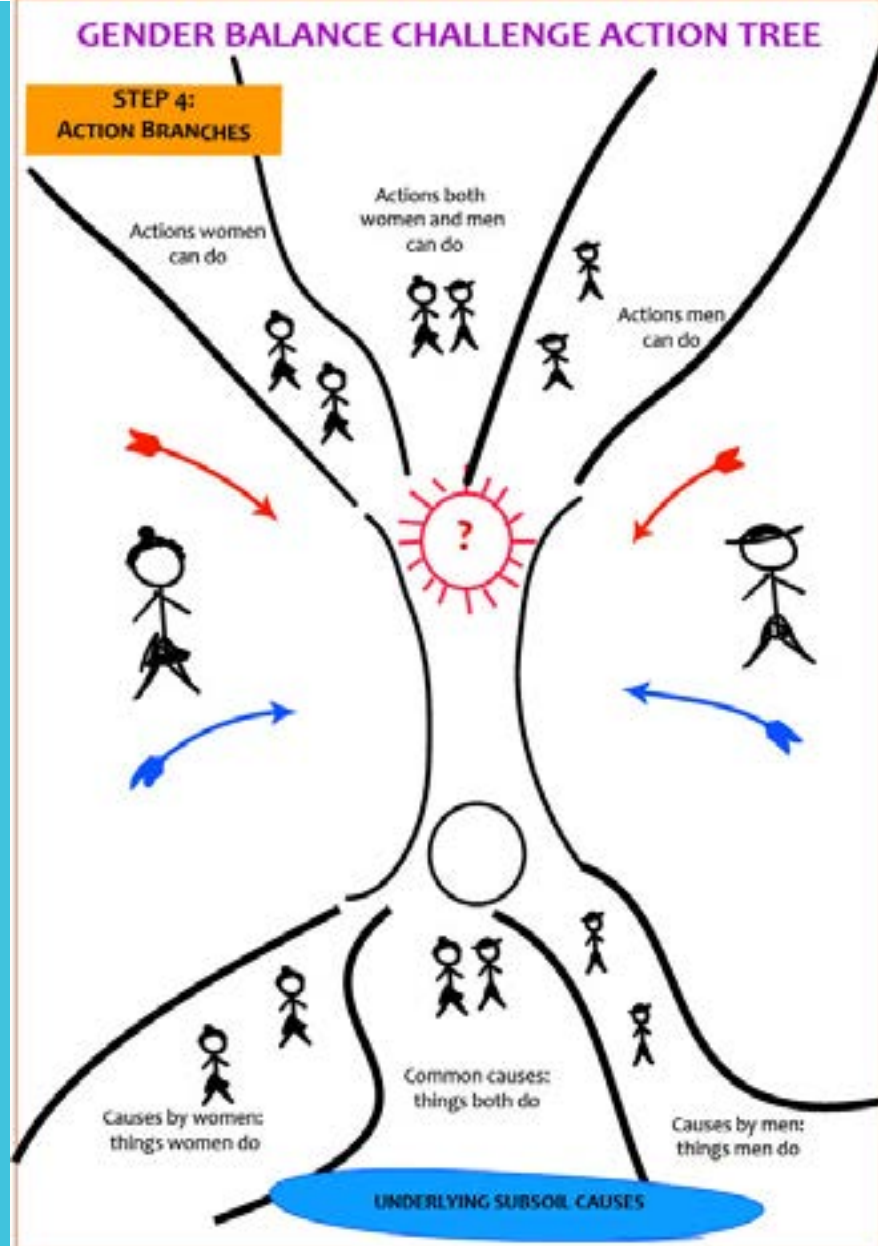 GENDER BALANCE CHALLENGE ACTION TREE
STEP 4:
ACTION BRANCHES
Actions both
women and men
can do
Actions women
can do
Actions men
can do
?
Common causes:
things both do
Causes by women:
things women do
Causes by men:
things men do
UNDERLYING SUBSOIL CAUSES